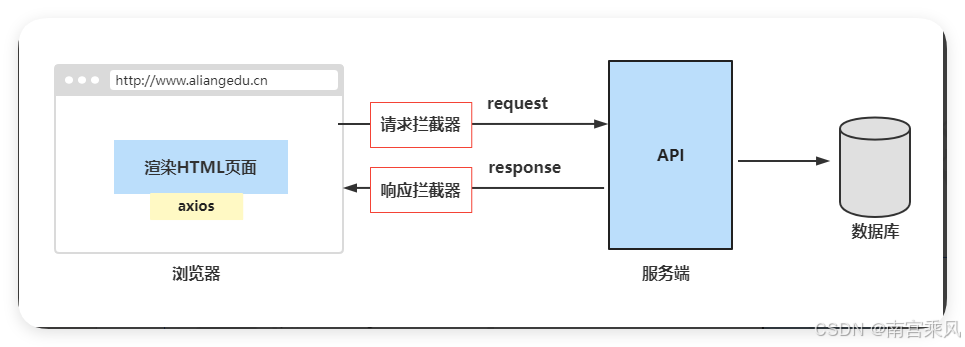 http://www.aliangedu.cn
请求拦截器
request
渲染HTML页面
axios
响应拦截器
response
API
数据库
浏览器
服务端
CSDN @南宫乘风